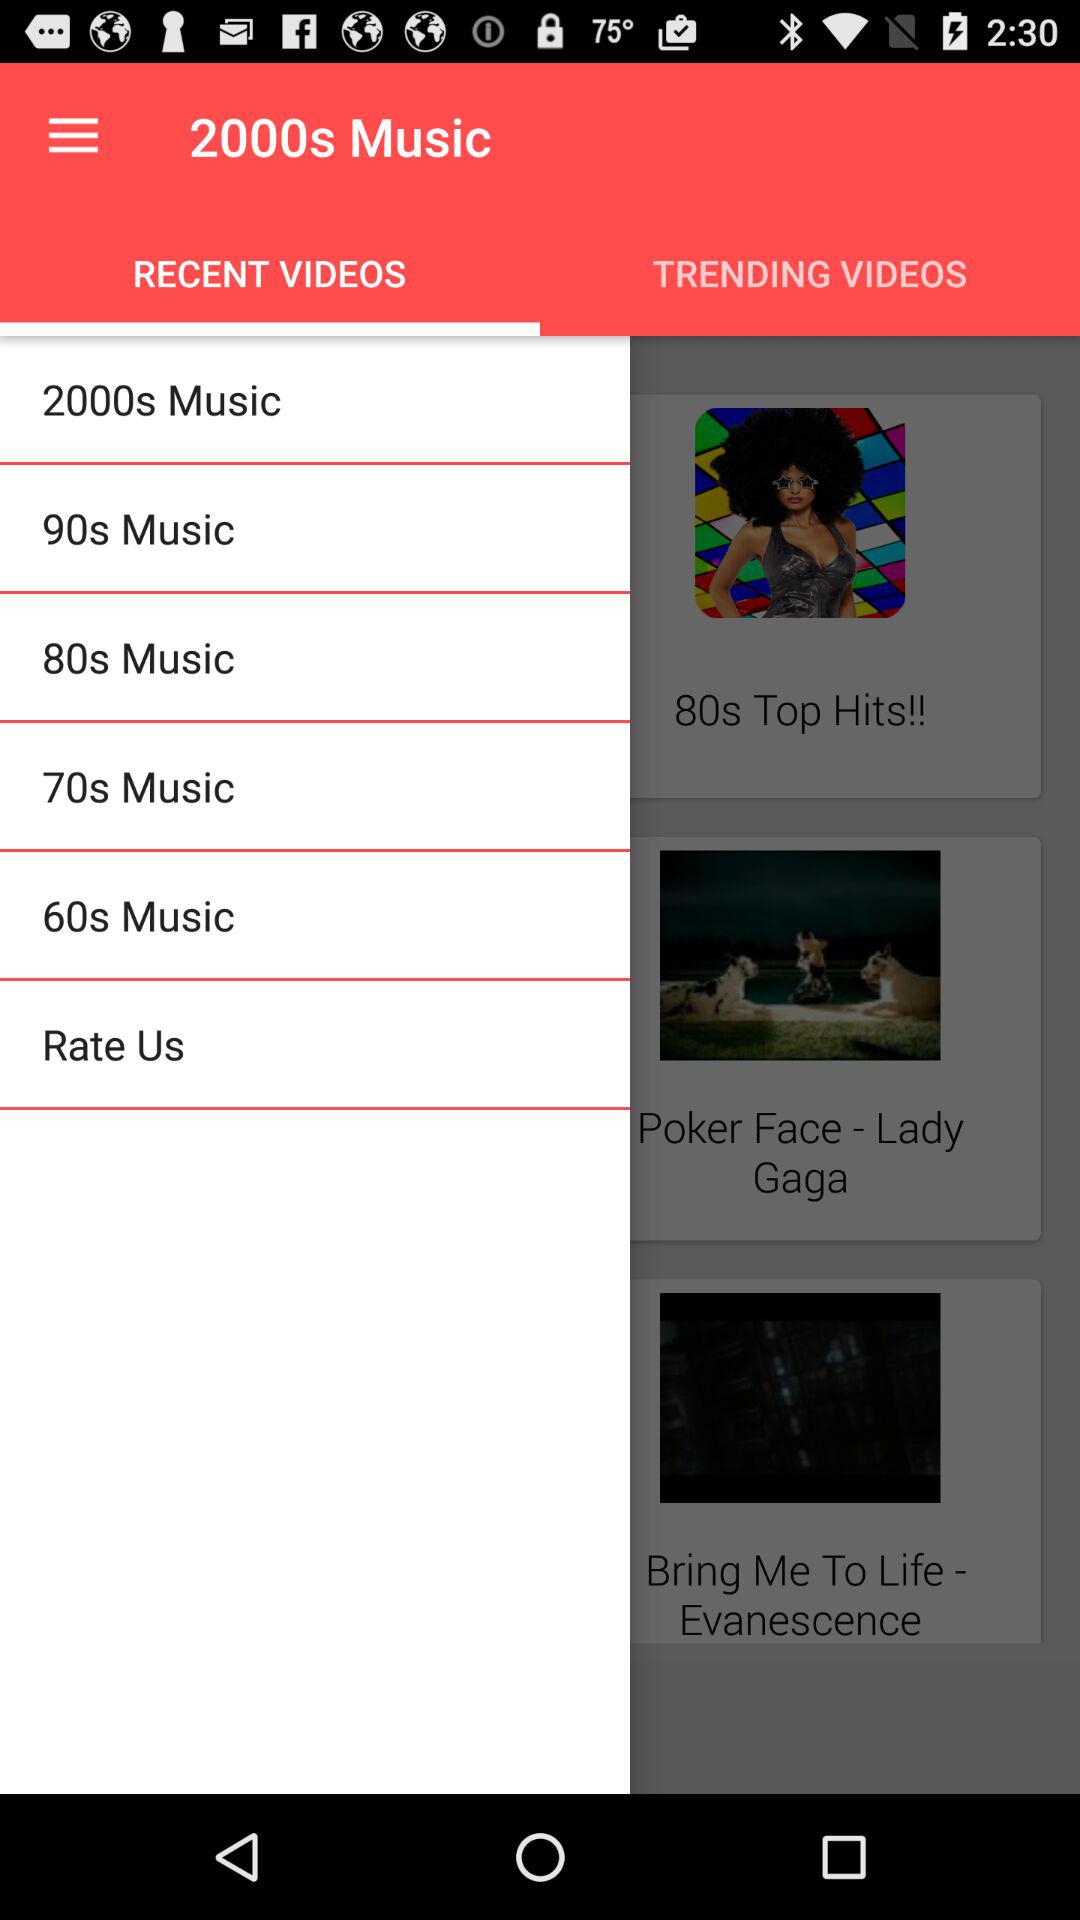 75° 2:30
2000s Music
RECENT VIDEOS TRENDING VIDEOS
2000s Music
90s Music
80s Music
70s Music
60s Music
Rate Us
80s Top Hits!!
Poker Face - Lady
Gaga
Bring Me To Life -
Evanescence